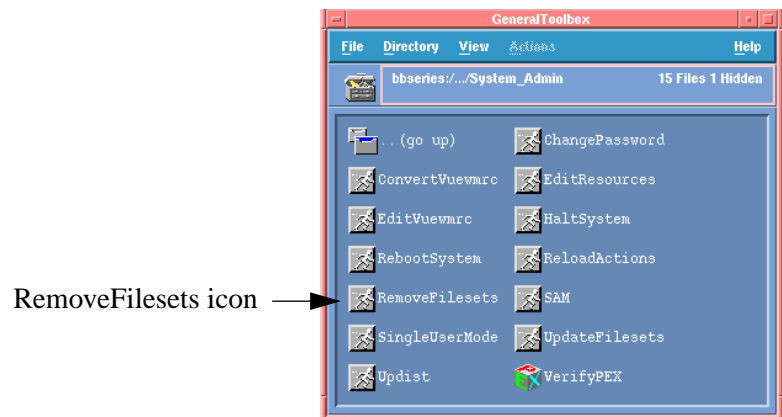 GeneralToolbox
File Directory View Actions Help
bbseries:/.../System_Admin 15 Files 1 Hidden
..(go up) ChangePassword
ConvertVuewmrc EditResources
EditVuewmrc HaltSystem
RebootSystem ReloadActions
RemoveFilesets icon RemoveFilesets SAM
SingleUserMode UpdateFilesets
Updist VerifyPEX